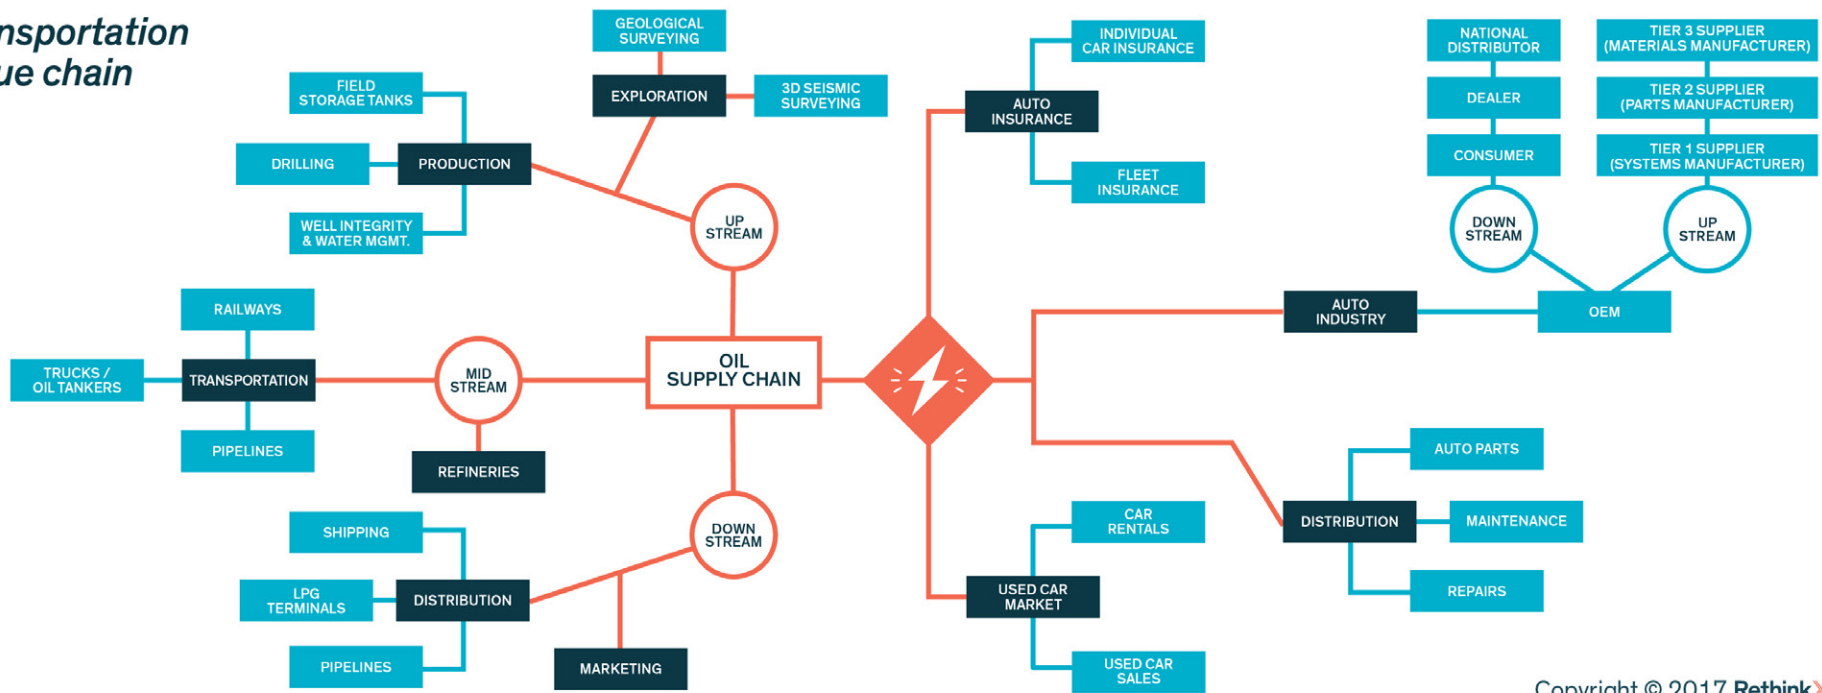 nsportation
ue chain
GEOLOGICAL
SURVEYING
EXPLORATION
3D SEISMIC
SURVEYING
FIELD
STORAGE TANKS
DRILLING
PRODUCTION
WELL INTEGRITY
& WATER MGMT.
UP
STREAM
RAILWAYS
TRUCKS /
OIL TANKERS
TRANSPORTATION
PIPELINES
MID
STREAM
REFINERIES
OIL
SUPPLY CHAIN
DOWN
STREAM
SHIPPING
LPG
TERMINALS
DISTRIBUTION
PIPELINES
MARKETING
INDIVIDUAL
CAR INSURANCE
AUTO
INSURANCE
FLEET
INSURANCE
NATIONAL
DISTRIBUTOR
DEALER
CONSUMER
DOWN
STREAM
TIER 3 SUPPLIER
(MATERIALS MANUFACTURER)
TIER 2 SUPPLIER
(PARTS MANUFACTURER)
TIER 1 SUPPLIER
(SYSTEMS MANUFACTURER)
UP
STREAM
AUTO
INDUSTRY
OEM
AUTO PARTS
DISTRIBUTION
MAINTENANCE
REPAIRS
CAR
RENTALS
USED CAR
MARKET
USED CAR
SALES
Copyright © 2017 RethinkX